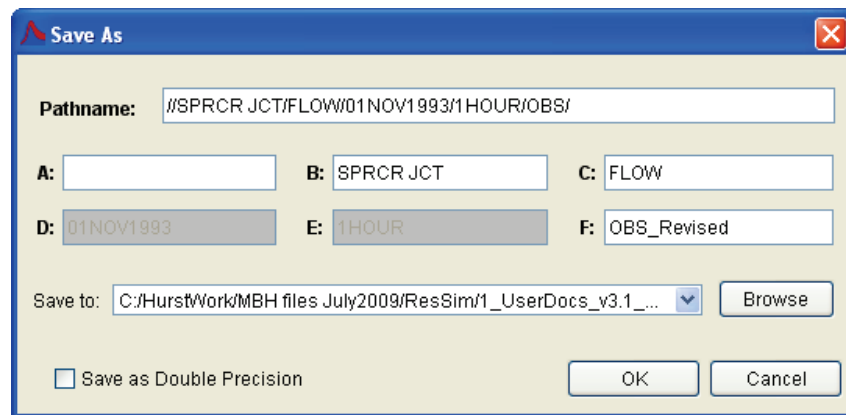 Save As
Pathname: //SPRCR JCT/FLOW/01NOV1993/1HOUR/OBS/
A: B: SPRCR JCT C: FLOW
D: 01NOV1993 E: 1HOUR F: OBS_Revised
Save to: C:/HurstWork/MBH files July2009/ResSim/1_UserDocs_v3.1_... Browse
Save as Double Precision OK Cancel